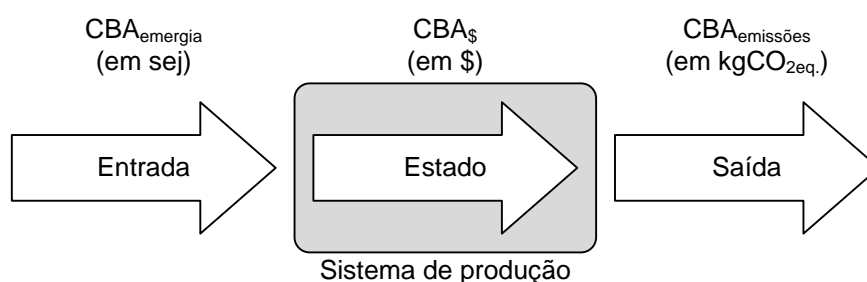 CBAemergia
(em sej)
CBA$
(em $)
CBAemissões
(em kgCO2eq.)
Entrada
Estado
Saída
Sistema de produção